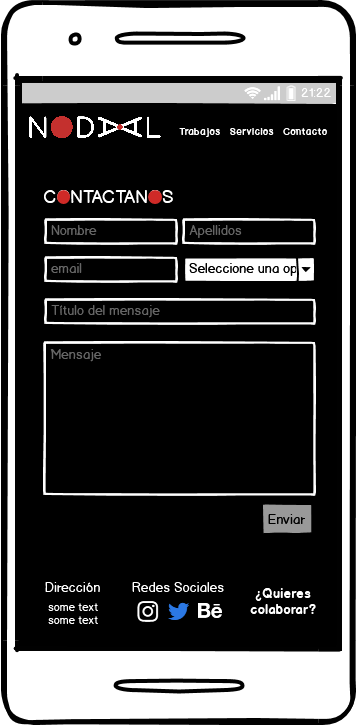 21:22
NODAL
Trabajos Servicios Contacto
CONTACTANOS
Nombre Apellidos
email Seleccione una op
Título del mensaje
Mensaje
Enviar
Dirección Redes Sociales ¿Quieres colaborar?
some text
some text
Bē